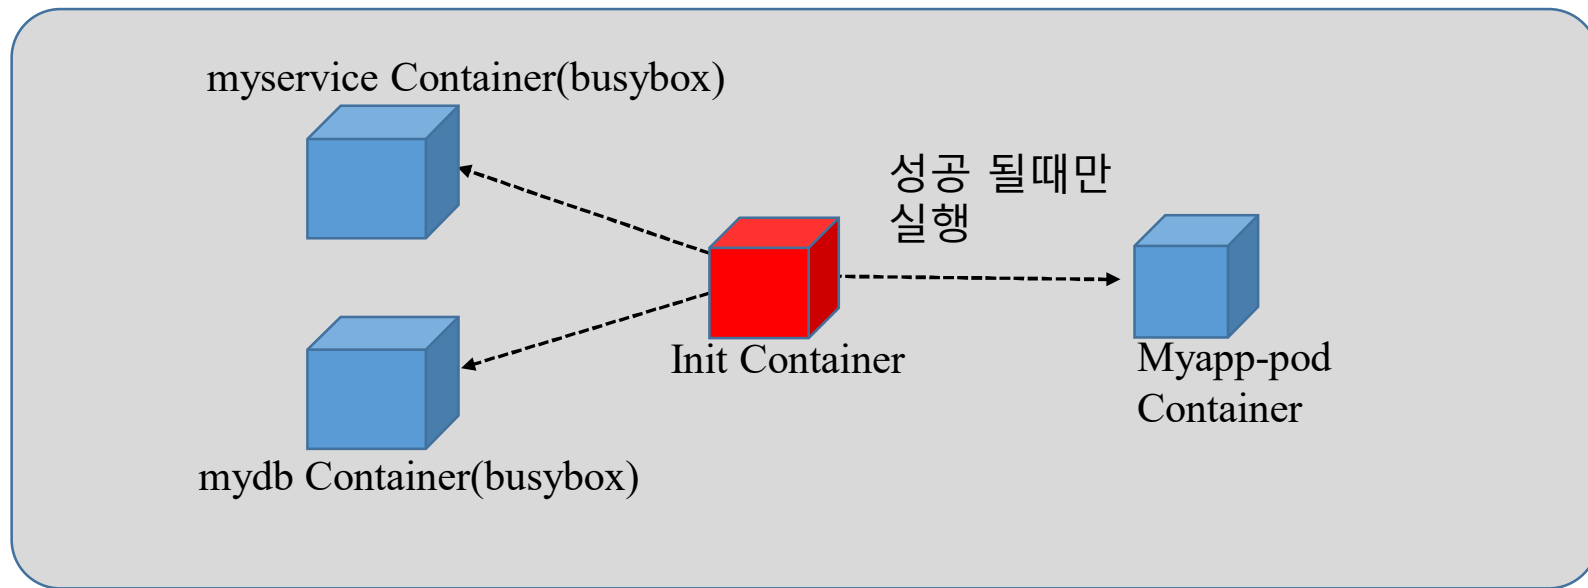 myservice Container(busybox)
성공 될때만
실행
Init Container
Myapp-pod
Container
mydb Container(busybox)